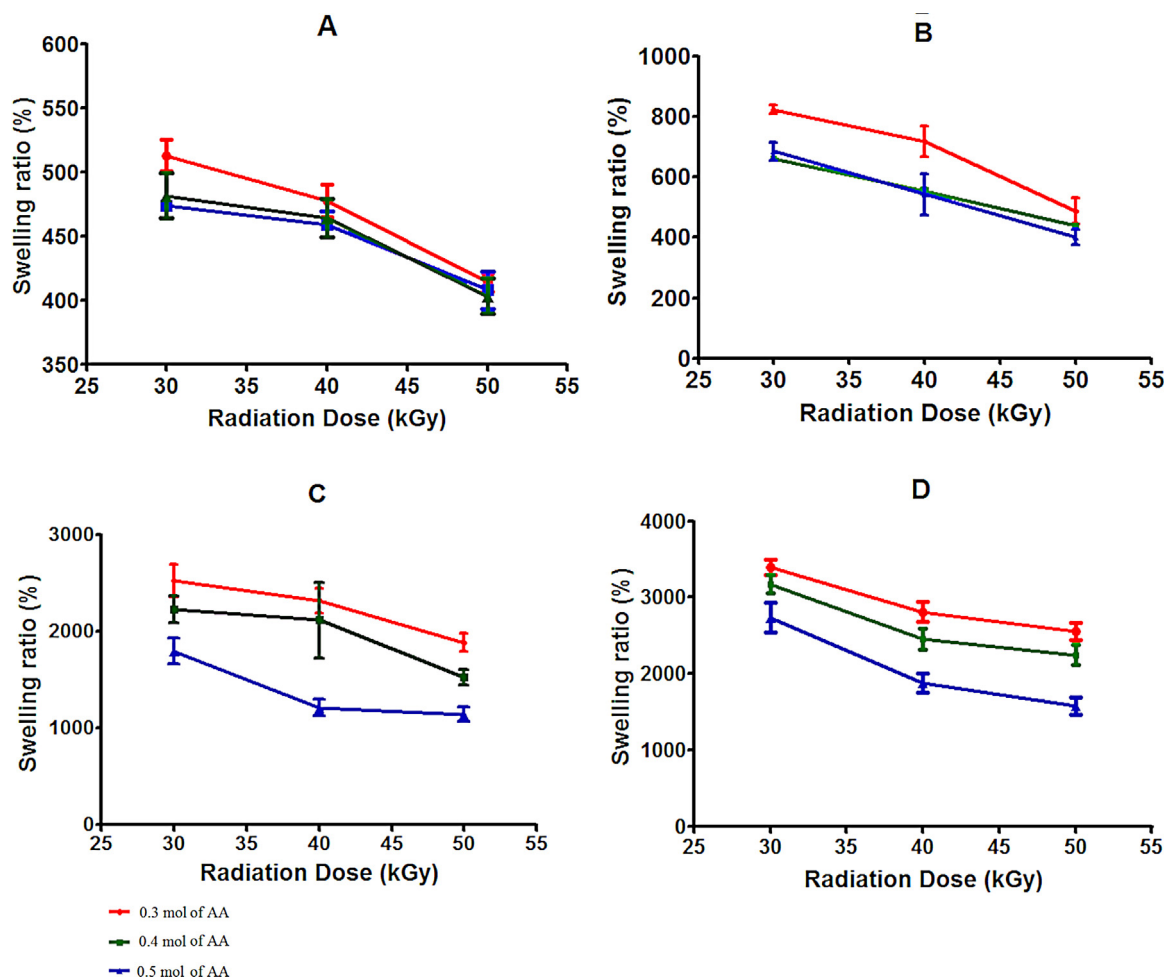 A
Swelling ratio (%)
600
550
500
450
400
350
25 30 35 40 45 50 55
Radiation Dose (kGy)
B
Swelling ratio (%)
1000
800
600
400
200
0
25 30 35 40 45 50 55
Radiation Dose (kGy)
C
Swelling ratio (%)
3000
2000
1000
0
25 30 35 40 45 50 55
Radiation Dose (kGy)
D
Swelling ratio (%)
4000
3000
2000
1000
0
25 30 35 40 45 50 55
Radiation Dose (kGy)
0.3 mol of AA
0.4 mol of AA
0.5 mol of AA